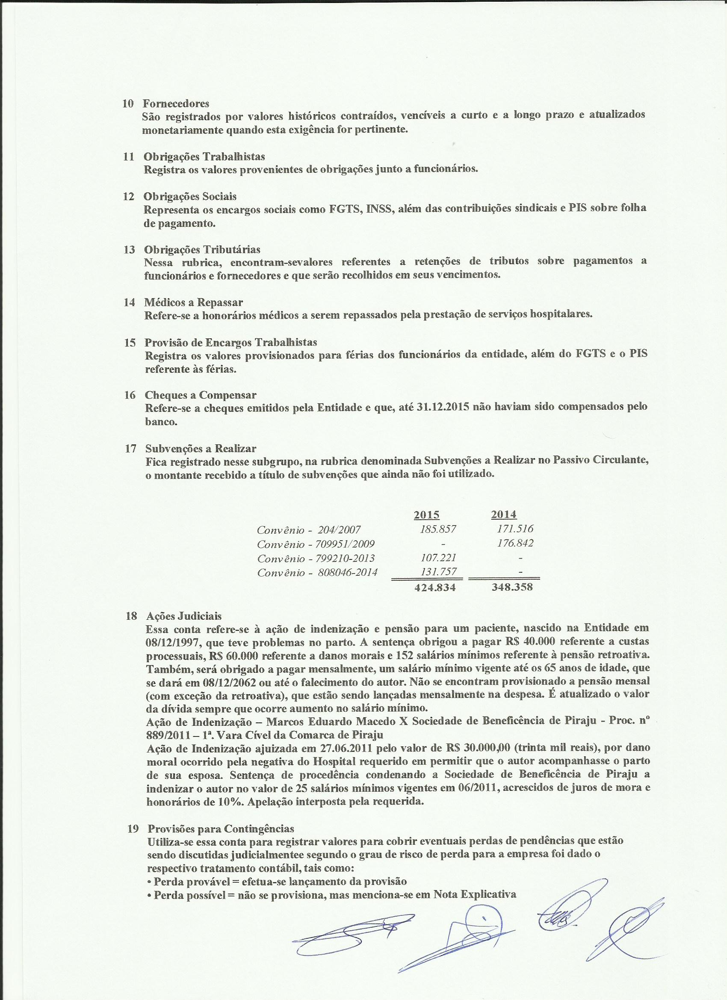 10 Fornecedores
São registrados por valores históricos contraídos, vencíveis a curto e a longo prazo e atualizados
monetariamente quando esta exigência for pertinente.
11 Obrigações Trabalhistas
Registra os valores provenientes de obrigações junto a funcionários.
12 Obrigações Sociais
Representa os encargos sociais como FGTS, INSS, além das contribuições sindicais e PIS sobre folha
de pagamento.
13 Obrigações Tributárias
Nessa rubrica, encontram-sevalores referentes a retenções de tributos sobre pagamentos a
funcionários e fornecedores e que serão recolhidos em seus vencimentos.
14 Médicos a Repassar
Refere-se a honorários médicos a serem repassados pela prestação de serviços hospitalares.
15 Provisão de Encargos Trabalhistas
Registra os valores provisionados para férias dos funcionários da entidade, além do FGTS e o PIS
referente às férias.
16 Cheques a Compensar
Refere-se a cheques emitidos pela Entidade e que, até 31.12.2015 não haviam sido compensados pelo
banco.
17 Subvenções a Realizar
Fica registrado nesse subgrupo, na rubrica denominada Subvenções a Realizar no Passivo Circulante,
o montante recebido a título de subvenções que ainda não foi utilizado.
2015 2014
Convênio - 204/2007 185.857 171.516
Convênio - 709951/2009 - 176.842
Convênio - 799210-2013 107.221 -
Convênio - 808046-2014 131.757 -
424.834 348.358
18 Ações Judiciais
Essa conta refere-se à ação de indenização e pensão para um paciente, nascido na Entidade em
08/12/1997, que teve problemas no parto. A sentença obrigou a pagar R$ 40.000 referente a custas
processuais, R$ 60.000 referente a danos morais e 152 salários mínimos referente à pensão retroativa.
Também, será obrigado a pagar mensalmente, um salário mínimo vigente até os 65 anos de idade, que
se dará em 08/12/2062 ou até o falecimento do autor. Não se encontram provisionado a pensão mensal
(com exceção da retroativa), que estão sendo lançadas mensalmente na despesa. É atualizado o valor
da dívida sempre que ocorre aumento no salário mínimo.
Ação de Indenização – Marcos Eduardo Macedo X Sociedade de Beneficência de Piraju - Proc. nº
889/2011 – 1ª. Vara Cível da Comarca de Piraju
Ação de Indenização ajuizada em 27.06.2011 pelo valor de R$ 30.000,00 (trinta mil reais), por dano
moral ocorrido pela negativa do Hospital requerido em permitir que o autor acompanhasse o parto
de sua esposa. Sentença de procedência condenando a Sociedade de Beneficência de Piraju a
indenizar o autor no valor de 25 salários mínimos vigentes em 06/2011, acrescidos de juros de mora e
honorários de 10%. Apelação interposta pela requerida.
19 Provisões para Contingências
Utiliza-se essa conta para registrar valores para cobrir eventuais perdas de pendências que estão
sendo discutidas judicialmentee segundo o grau de risco de perda para a empresa foi dado o
respectivo tratamento contábil, tais como:
• Perda provável = efetua-se lançamento da provisão
• Perda possível = não se provisiona, mas menciona-se em Nota Explicativa